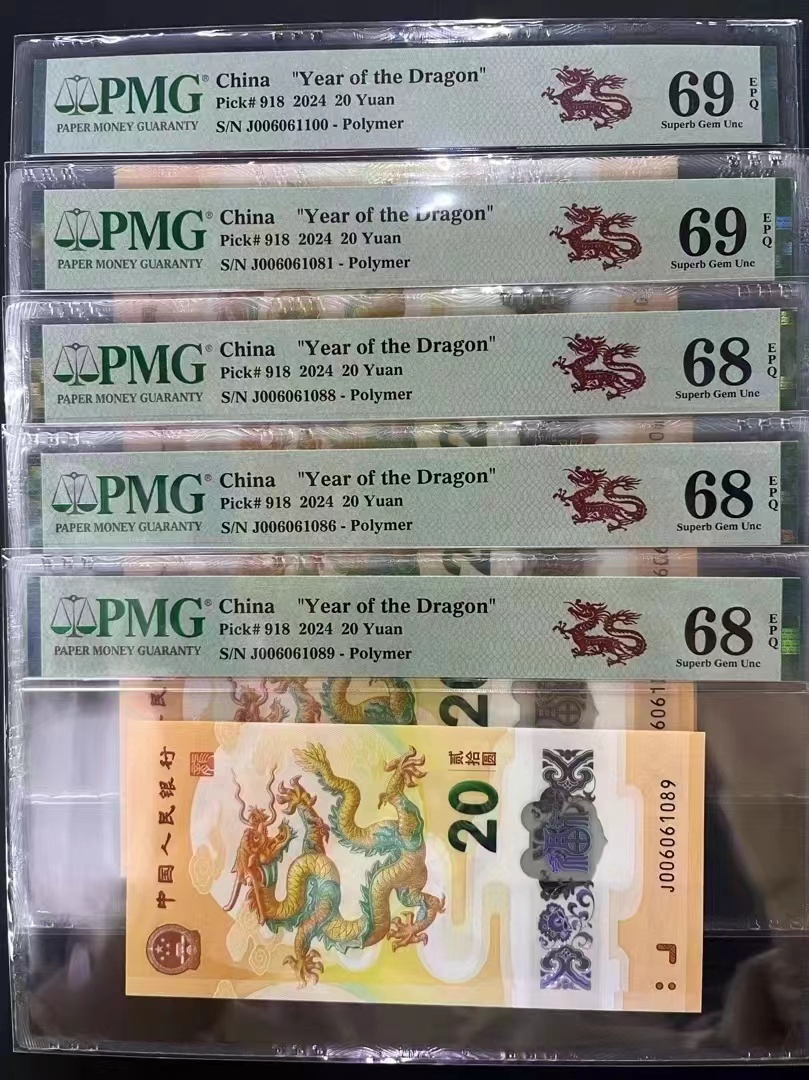 PMG® China "Year of the Dragon"
Pick# 918 2024 20 Yuan
PAPER MONEY GUARANTY
S/N J006061100 - Polymer
69
EPQ
Superb Gem Unc
PMG® China "Year of the Dragon"
Pick# 918 2024 20 Yuan
PAPER MONEY GUARANTY
S/N J006061081 - Polymer
69
EPQ
Superb Gem Unc
PMG® China "Year of the Dragon"
Pick# 918 2024 20 Yuan
PAPER MONEY GUARANTY
S/N J006061088 - Polymer
68
EPQ
Superb Gem Unc
PMG® China "Year of the Dragon"
Pick# 918 2024 20 Yuan
PAPER MONEY GUARANTY
S/N J006061086 - Polymer
68
EPQ
Superb Gem Unc
PMG® China "Year of the Dragon"
Pick# 918 2024 20 Yuan
PAPER MONEY GUARANTY
S/N J006061089 - Polymer
68
EPQ
Superb Gem Unc
中国人民银行
贰拾圆
20
福
J006061089